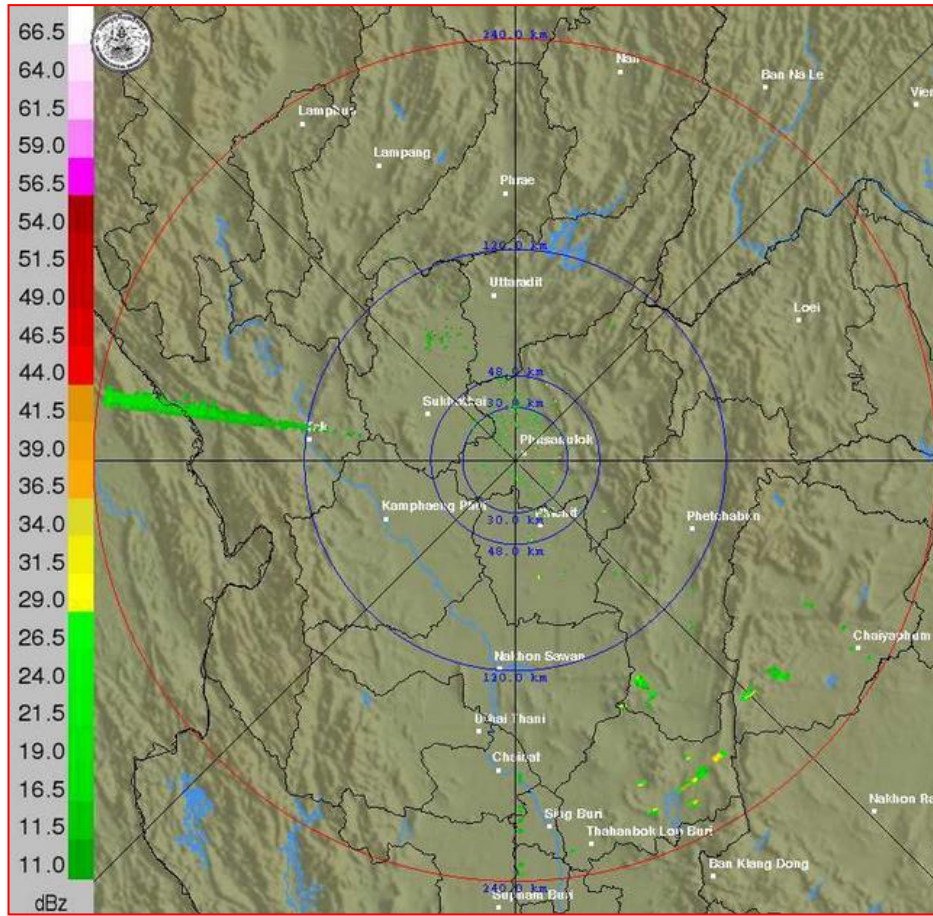 66.5
64.0
61.5
59.0
56.5
54.0
51.5
49.0
46.5
44.0
41.5
39.0
36.5
34.0
31.5
29.0
26.5
24.0
21.5
19.0
16.5
11.5
11.0
dBz
240.0 km
Nan
Ban Na Le
Vien
Lamphun
Lampang
Phrae
120.0 km
Uttaradit
Loei
48.0 km
30.0 km
Sukhothai
Tak
Phitsanulok
Kamphaeng Phet
Phichit
30.0 km
48.0 km
Phetchabun
Chaiyaphum
Nakhon Sawan
120.0 km
Uthai Thani
Chainat
Sing Buri
Thahanbok Lop Buri
Nakhon Ra
Ban Klang Dong
240.0 km
Suphan Buri